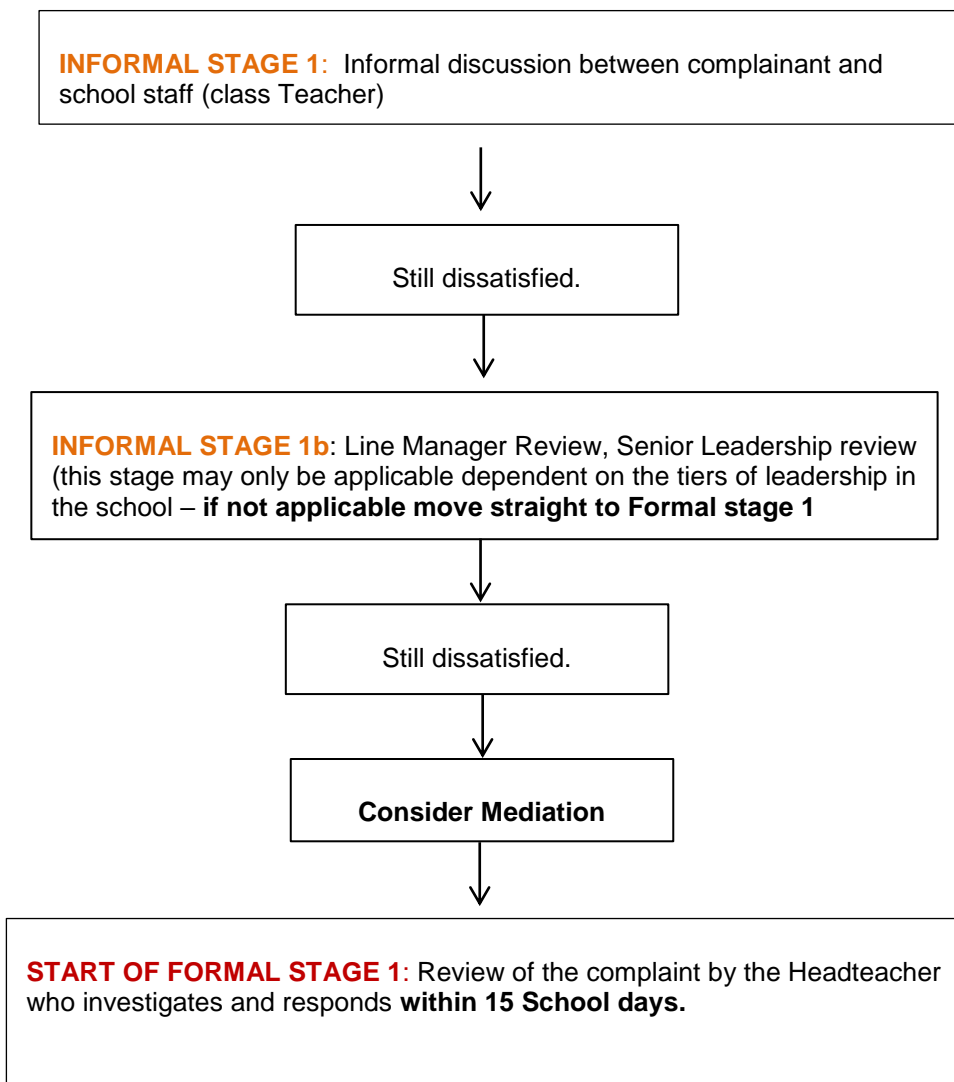 INFORMAL STAGE 1:  Informal discussion between complainant and
school staff (class Teacher)
Still dissatisfied.
INFORMAL STAGE 1b: Line Manager Review, Senior Leadership review
(this stage may only be applicable dependent on the tiers of leadership in
the school – if not applicable move straight to Formal stage 1
Still dissatisfied.
Consider Mediation
START OF FORMAL STAGE 1: Review of the complaint by the Headteacher
who investigates and responds within 15 School days.